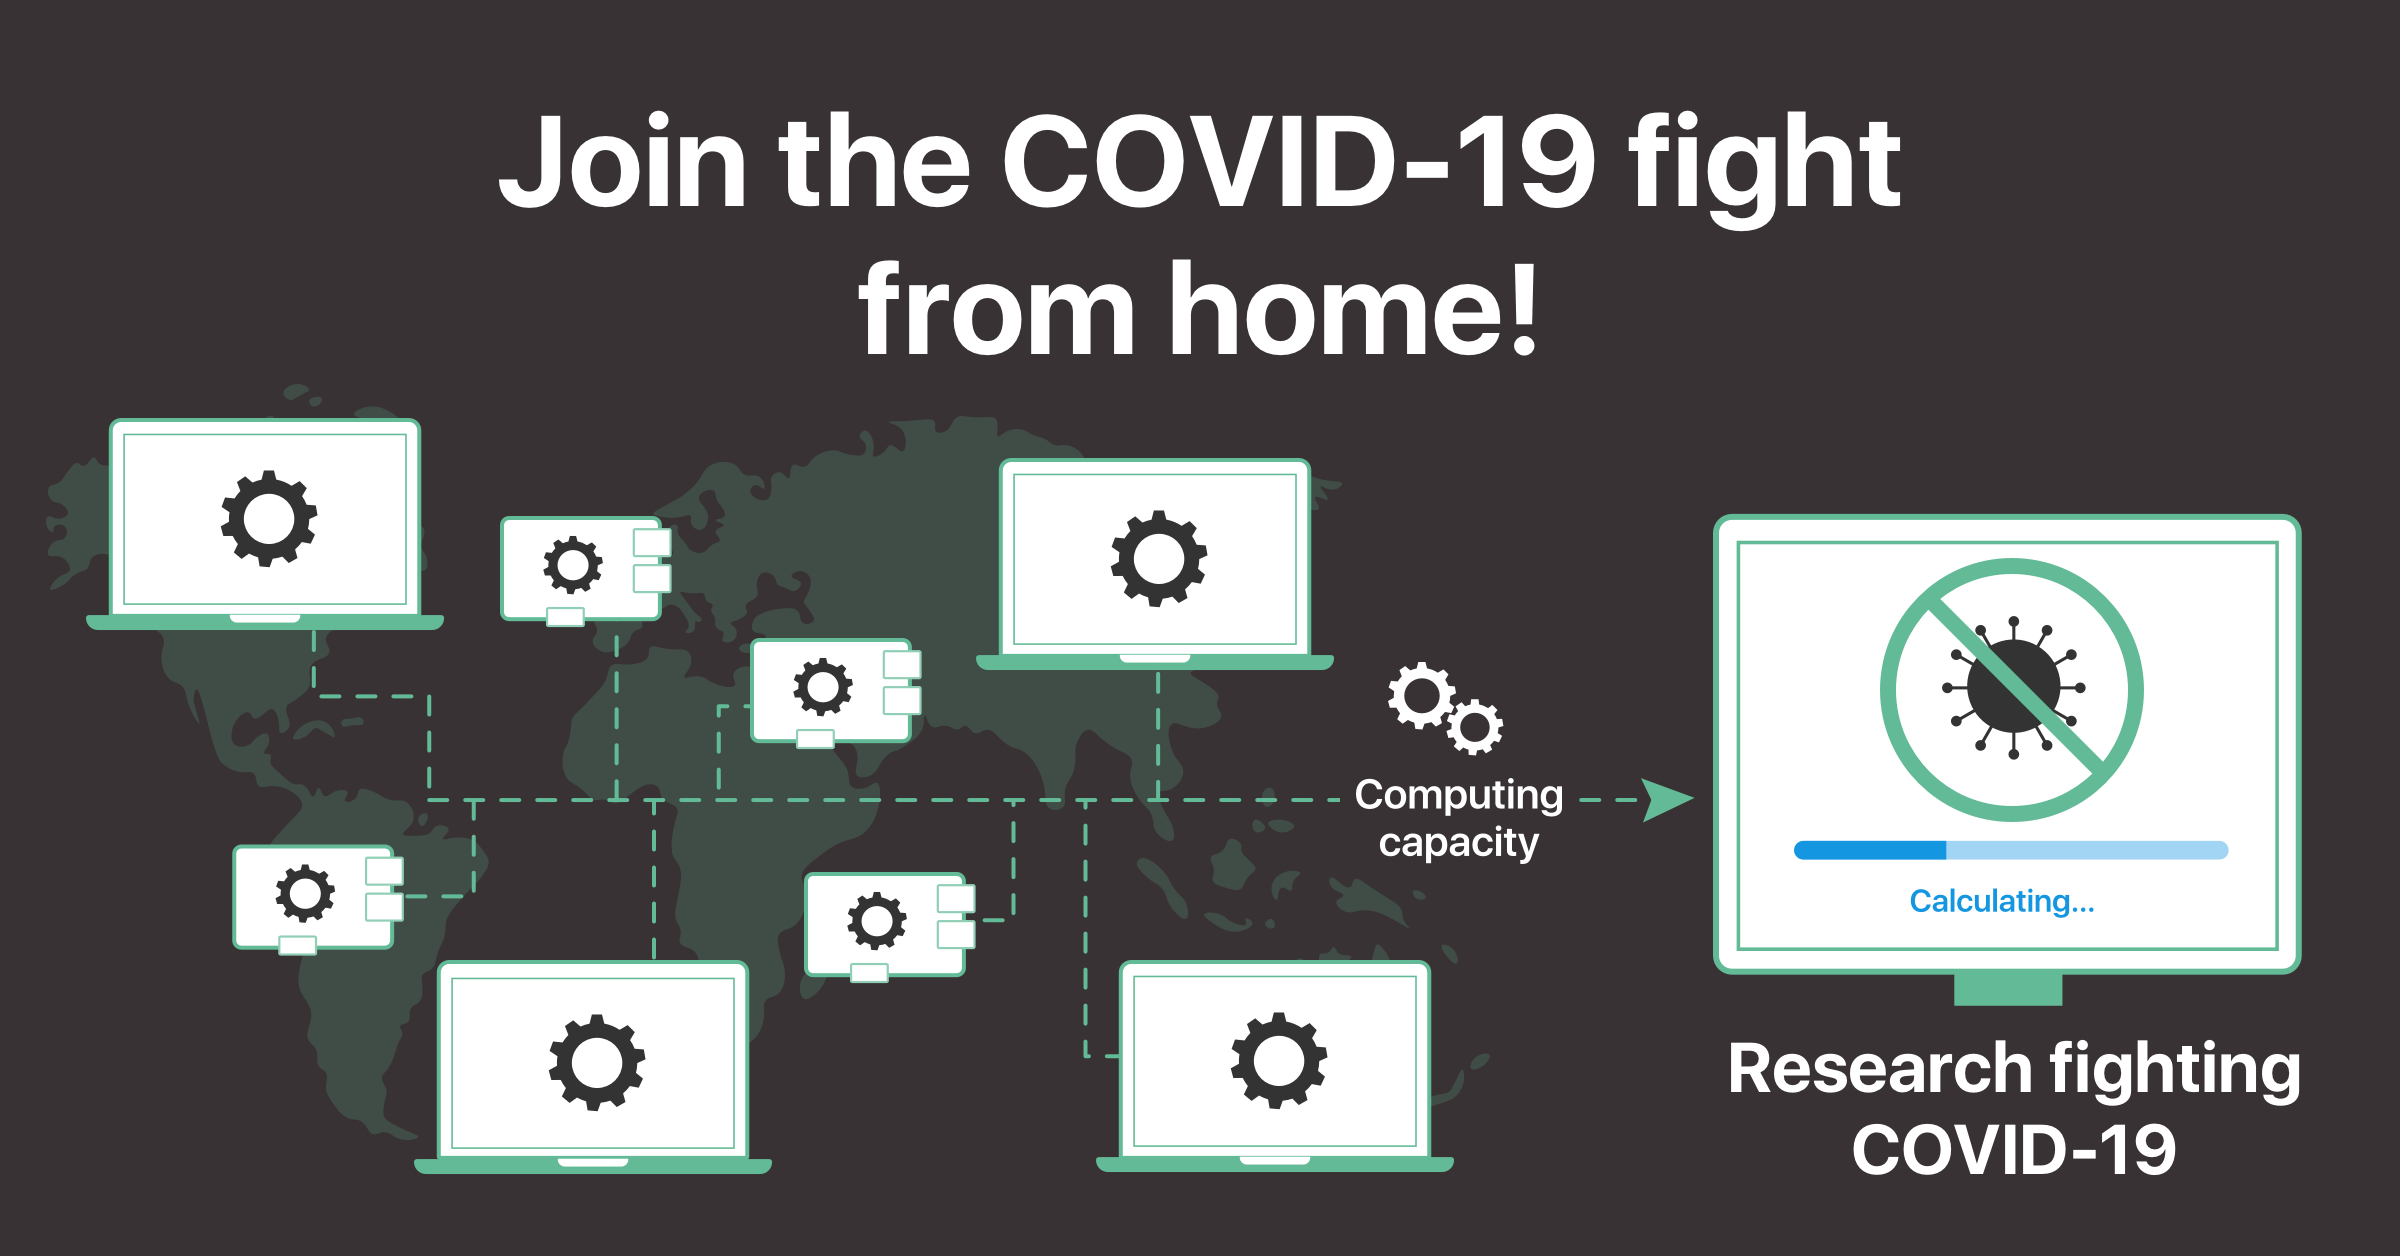 Join the COVID-19 fight
from home!
Computing
capacity
Calculating...
Research fighting
COVID-19